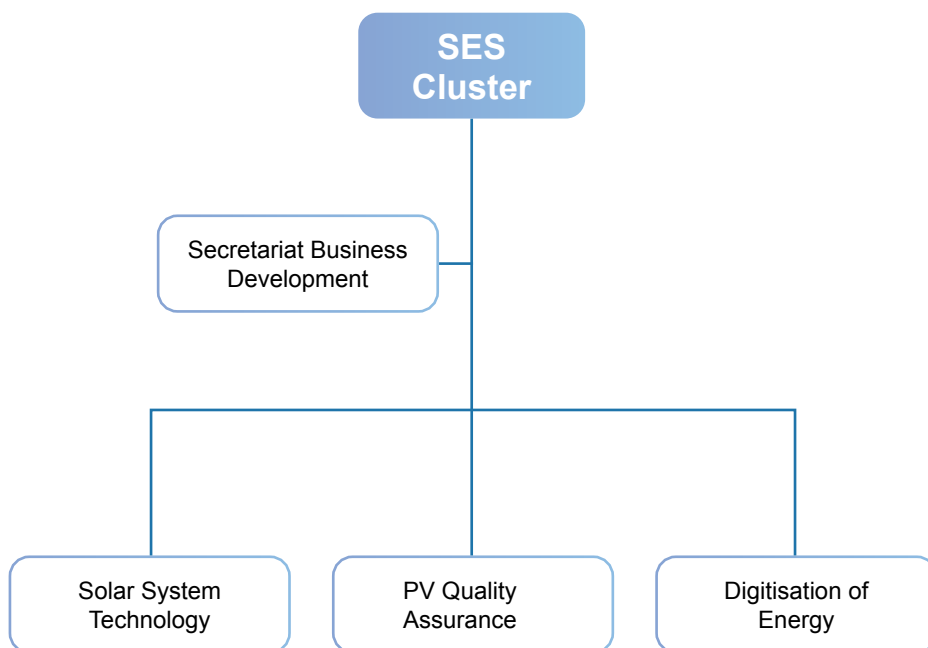 SES
Cluster
Secretariat Business
Development
Solar System
Technology
PV Quality
Assurance
Digitisation of
Energy